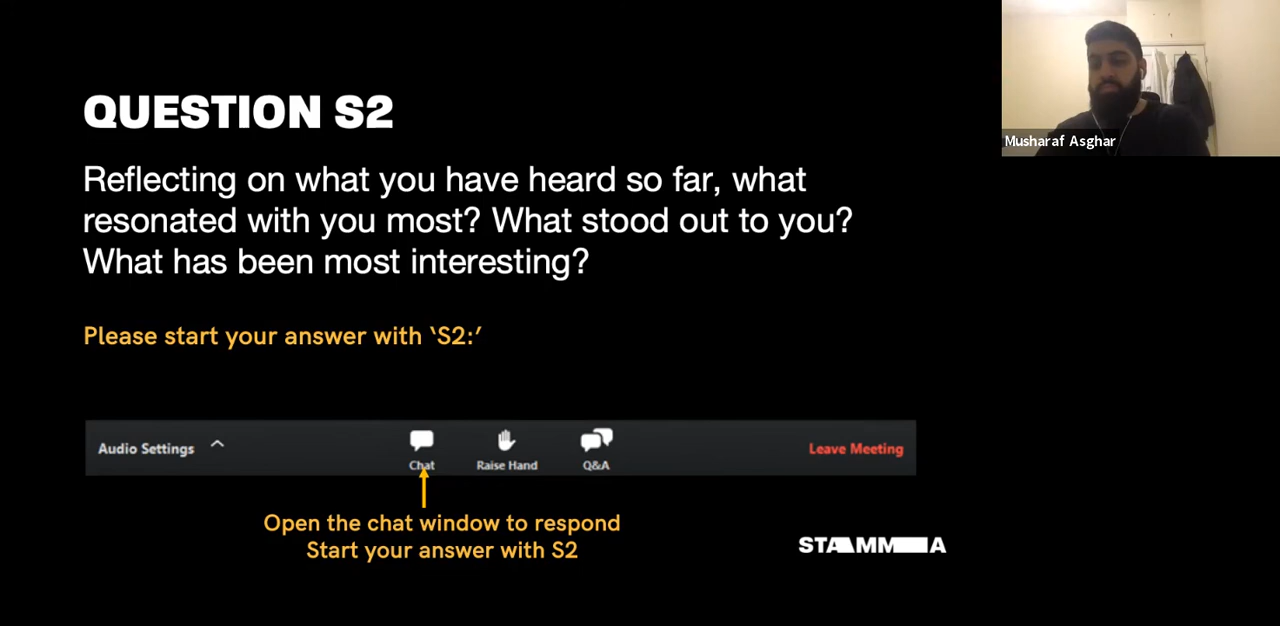 QUESTION S2
Musharaf Asghar
Reflecting on what you have heard so far, what
resonated with you most? What stood out to you?
What has been most interesting?
Please start your answer with ‘S2:’
Audio Settings
Chat
Raise Hand
Q&A
Leave Meeting
Open the chat window to respond
Start your answer with S2
STAMMA